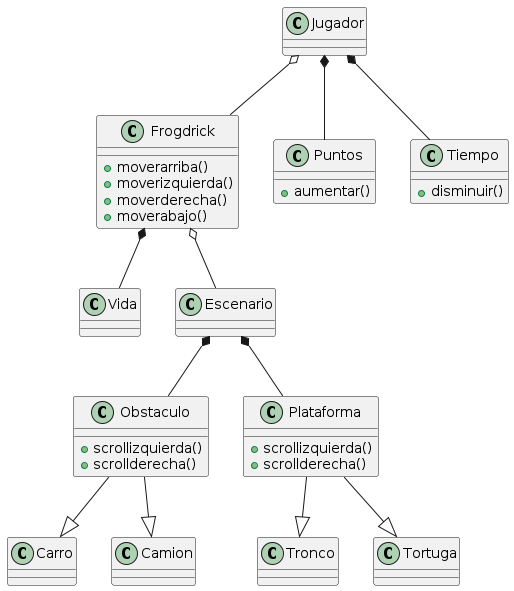 C Jugador
C Frogdrick
moverarriba()
moverizquierda()
moverderecha()
moverabajo()
C Puntos
aumentar()
C Tiempo
disminuir()
C Vida
C Escenario
C Obstaculo
scrollizquierda()
scrollderecha()
C Plataforma
scrollizquierda()
scrollderecha()
C Carro
C Camion
C Tronco
C Tortuga